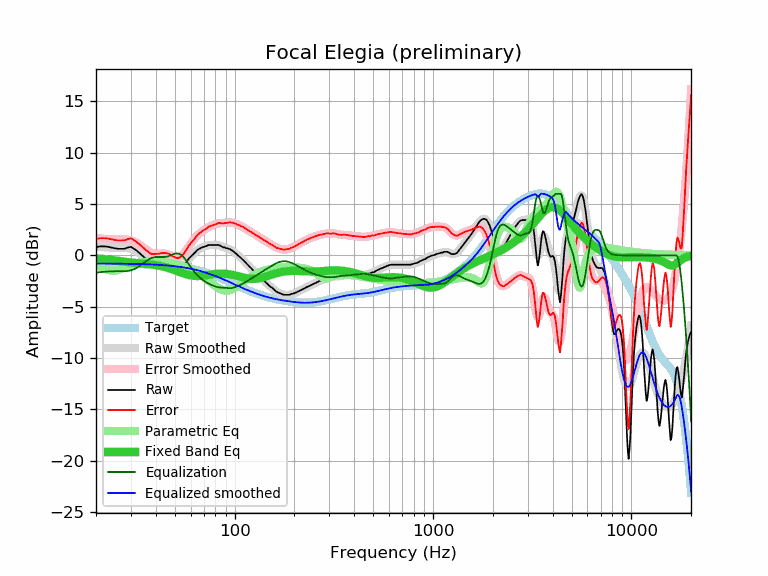 Focal Elegia (preliminary)
Amplitude (dBr)
15
10
5
0
−5
−10
−15
−20
−25
Target
Raw Smoothed
Error Smoothed
Raw
Error
Parametric Eq
Fixed Band Eq
Equalization
Equalized smoothed
100
1000
10000
Frequency (Hz)